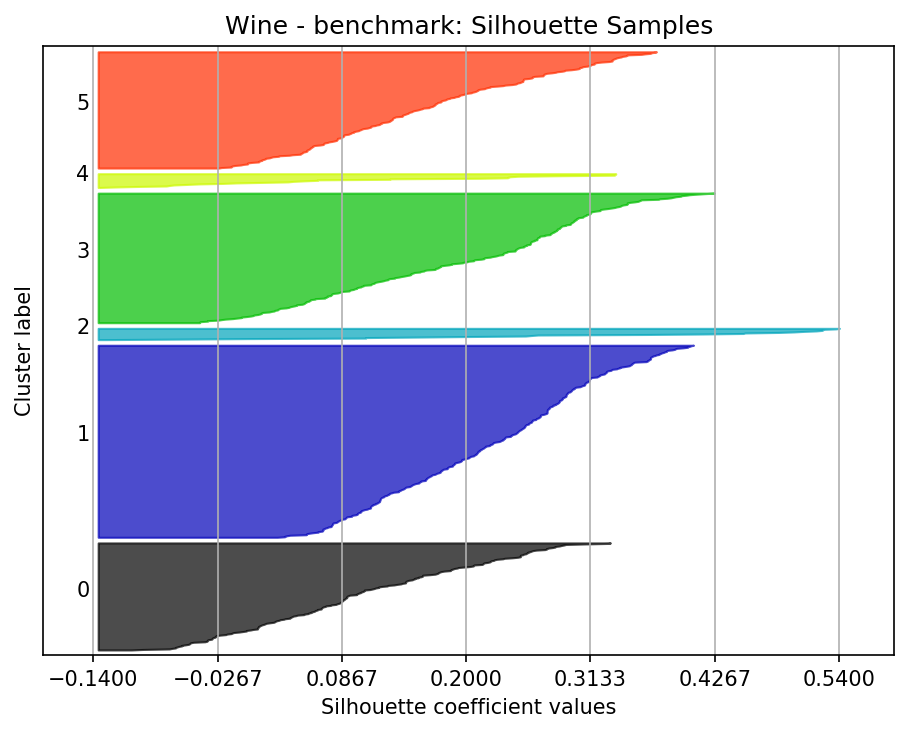 Wine - benchmark: Silhouette Samples
Cluster label
5
4
3
2
1
0
−0.1400 −0.0267 0.0867 0.2000 0.3133 0.4267 0.5400
Silhouette coefficient values